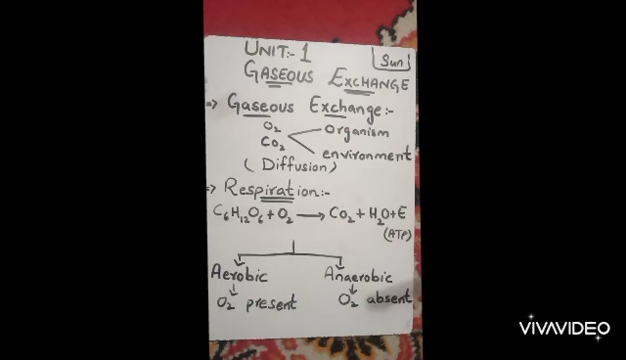 UNIT:- 1
Sun
GASEOUS EXCHANGE
=> Gaseous Exchange:-
O₂
CO₂
Organism
environment
( Diffusion )
=> Respiration:-
C₆H₁₂O₆ + O₂ → CO₂ + H₂O + E
(ATP)
Aerobic Anaerobic
↓ ↓
O₂ present O₂ absent
VIVAVIDEO